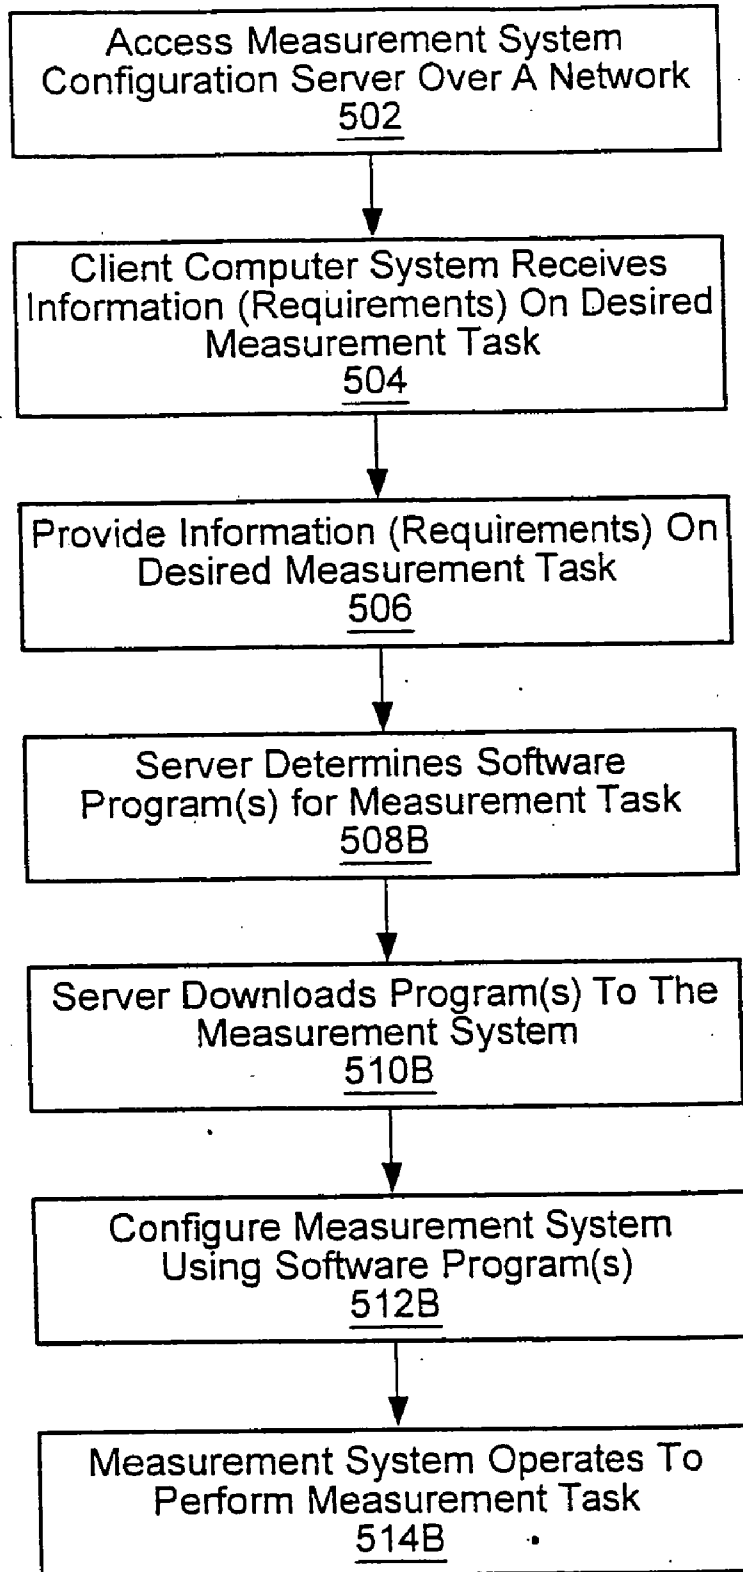 Access Measurement System
Configuration Server Over A Network
502
Client Computer System Receives
Information (Requirements) On Desired
Measurement Task
504
Provide Information (Requirements) On
Desired Measurement Task
506
Server Determines Software
Program(s) for Measurement Task
508B
Server Downloads Program(s) To The
Measurement System
510B
Configure Measurement System
Using Software Program(s)
512B
Measurement System Operates To
Perform Measurement Task
514B